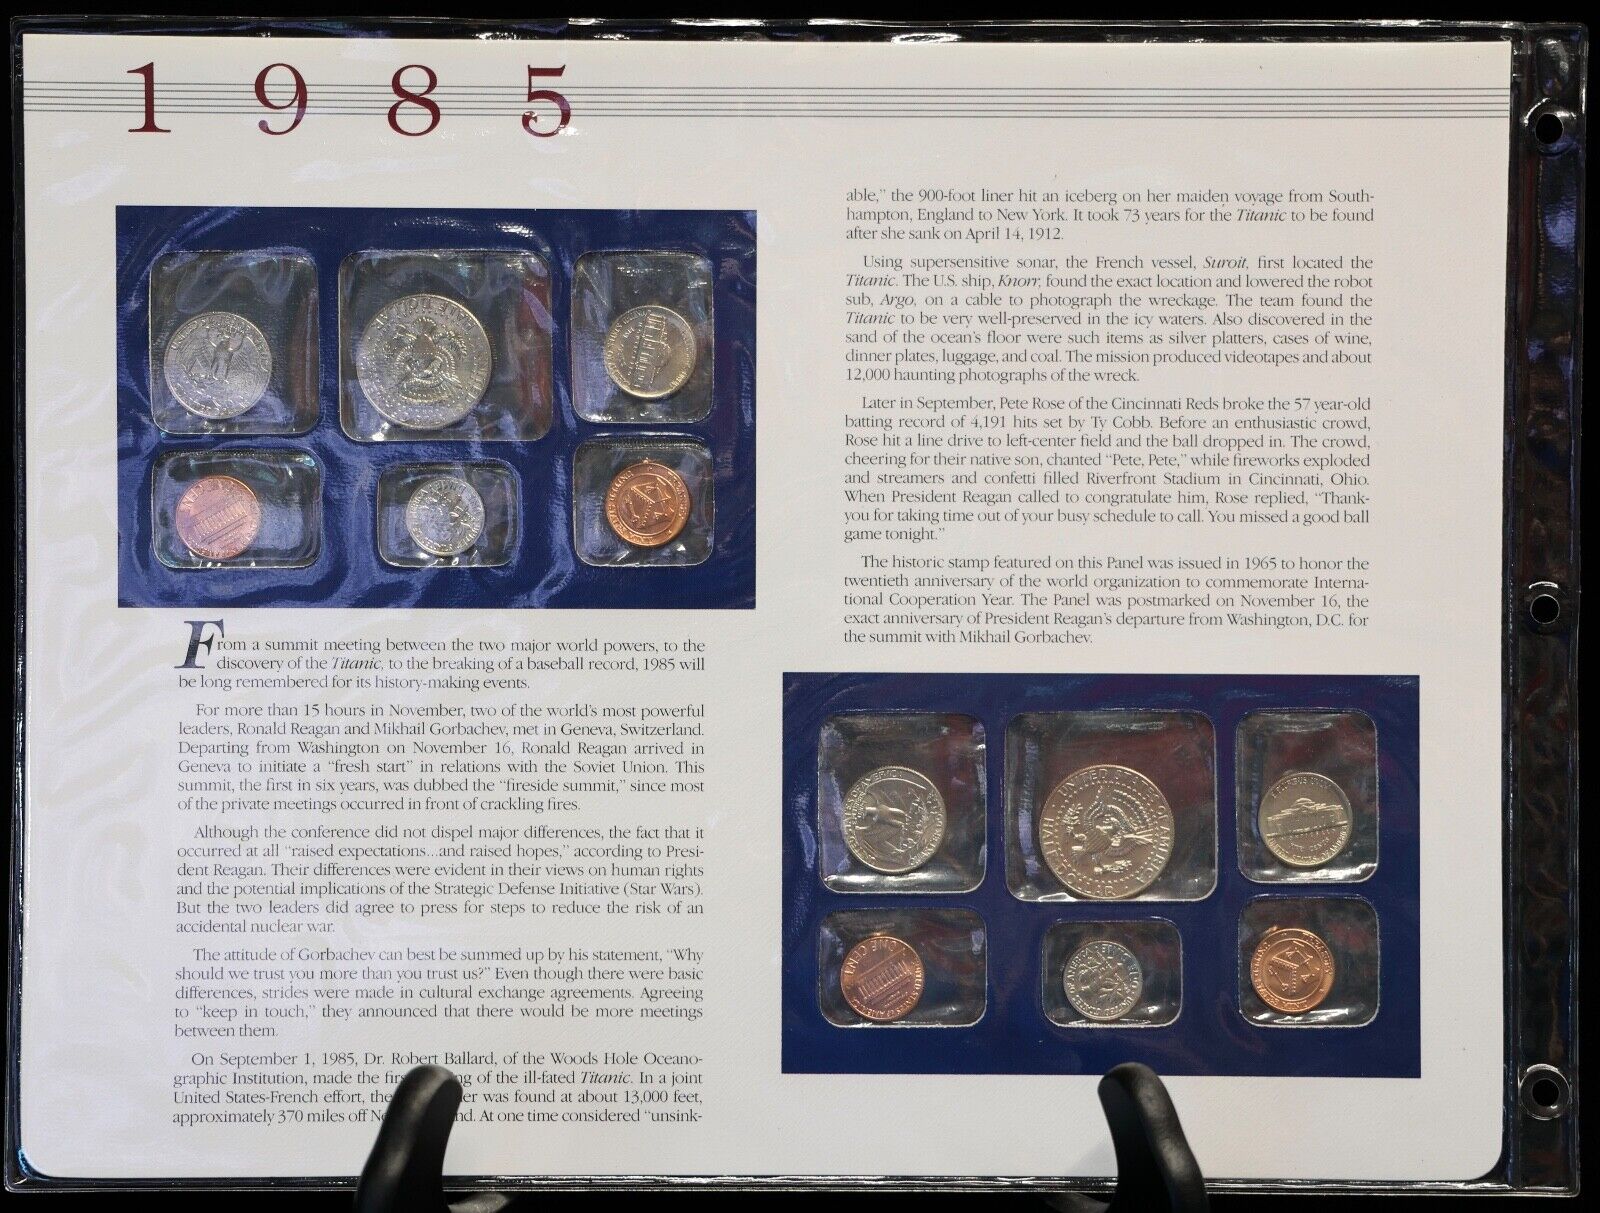 1985
From a summit meeting between the two major world powers, to the
discovery of the Titanic, to the breaking of a baseball record, 1985 will
be long remembered for its history-making events.
For more than 15 hours in November, two of the world's most powerful
leaders, Ronald Reagan and Mikhail Gorbachev, met in Geneva, Switzerland.
Departing from Washington on November 16, Ronald Reagan arrived in
Geneva to initiate a "fresh start" in relations with the Soviet Union. This
summit, the first in six years, was dubbed the "fireside summit," since most
of the private meetings occurred in front of crackling fires.
Although the conference did not dispel major differences, the fact that it
occurred at all "raised expectations...and raised hopes," according to Presi-
dent Reagan. Their differences were evident in their views on human rights
and the potential implications of the Strategic Defense Initiative (Star Wars).
But the two leaders did agree to press for steps to reduce the risk of an
accidental nuclear war.
The attitude of Gorbachev can best be summed up by his statement, "Why
should we trust you more than you trust us?" Even though there were basic
differences, strides were made in cultural exchange agreements. Agreeing
to "keep in touch," they announced that there would be more meetings
between them.
On September 1, 1985, Dr. Robert Ballard, of the Woods Hole Oceano-
graphic Institution, made the of the ill-fated Titanic. In a joint
United States-French effort, was found at about 13,000 feet,
approximately 370 miles off At one time considered "unsink-
able," the 900-foot liner hit an iceberg on her maiden voyage from South-
hampton, England to New York. It took 73 years for the Titanic to be found
after she sank on April 14, 1912.
Using supersensitive sonar, the French vessel, Suroit, first located the
Titanic. The U.S. ship, Knorr, found the exact location and lowered the robot
sub, Argo, on a cable to photograph the wreckage. The team found the
Titanic to be very well-preserved in the icy waters. Also discovered in the
sand of the ocean's floor were such items as silver platters, cases of wine,
dinner plates, luggage, and coal. The mission produced videotapes and about
12,000 haunting photographs of the wreck.
Later in September, Pete Rose of the Cincinnati Reds broke the 57 year-old
batting record of 4,191 hits set by Ty Cobb. Before an enthusiastic crowd,
Rose hit a line drive to left-center field and the ball dropped in. The crowd,
cheering for their native son, chanted "Pete, Pete," while fireworks exploded
and streamers and confetti filled Riverfront Stadium in Cincinnati, Ohio.
When President Reagan called to congratulate him, Rose replied, "Thank-
you for taking time out of your busy schedule to call. You missed a good ball
game tonight."
The historic stamp featured on this Panel was issued in 1965 to honor the
twentieth anniversary of the world organization to commemorate Interna-
tional Cooperation Year. The Panel was postmarked on November 16, the
exact anniversary of President Reagan's departure from Washington, D.C. for
the summit with Mikhail Gorbachev.
UNITED STATES OF AMERICA
HALF DOLLAR
ONE CENT